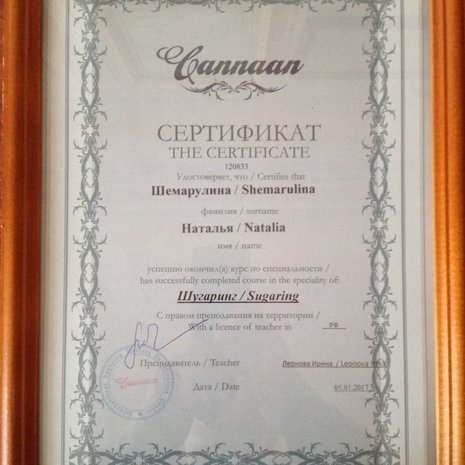 Cannaan
СЕРТИФИКАТ
THE CERTIFICATE
120833
Удостоверяет, что / Certifies that
Шемарулина / Shemarulina
фамилия / surname
Наталья / Natalia
имя / name
успешно окончил(а) курс по специальности /
has successfully completed course in the speciality of:
Шугаринг / Sugaring
С правом преподавания на территории /
With a licence of teacher in РФ
Преподаватель / Teacher Леонова Ирина / Leonova
Дата / Date 05.01.2017
Cannaan